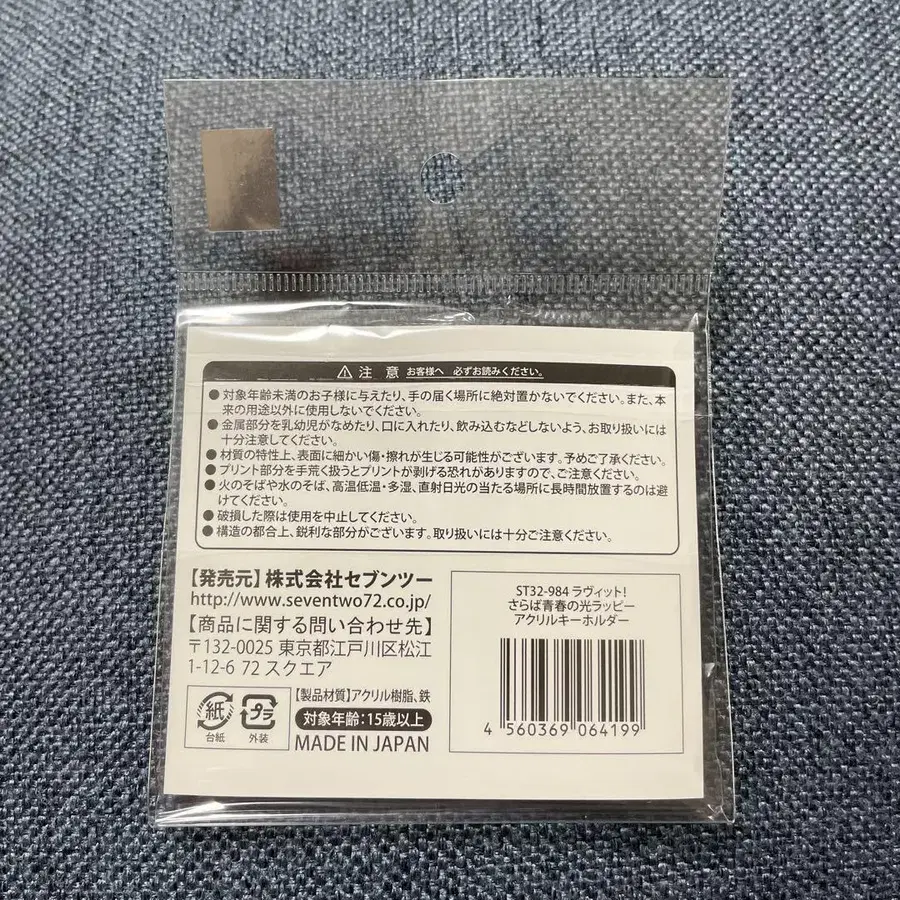 ⚠注 意 お客様へ 必ずお読みください。
●対象年齢未満のお子様に与えたり、手の届く場所に絶対置かないでください。また、本
来の用途以外に使用しないでください。
●金属部分を乳幼児がなめたり、口に入れたり、飲み込むなどしないよう、お取り扱いには
十分注意してください。
●材質の特性上、表面に細かい傷・擦れが生じる可能性がございます。予めご了承ください。
●プリント部分を手荒く扱うとプリントが剥げる恐れがありますので、ご注意ください。
●火のそばや水のそば、高温低温・多湿、直射日光の当たる場所に長時間放置するのは避
けてください。
●破損した際は使用を中止してください。
●構造の都合上、鋭利な部分がございます。取り扱いには十分ご注意ください。
【発売元】株式会社セブンツー
http://www.seventwo72.co.jp/
【商品に関する問い合わせ先】
〒132-0025 東京都江戸川区松江
1-12-6 72 スクエア
紙
台紙
プラ
外装
【製品材質】アクリル樹脂、鉄
対象年齢：15歳以上
MADE IN JAPAN
ST32-984 ラヴィット!
さらば青春の光ラッピー
アクリルキーホルダー
4 560369 064199